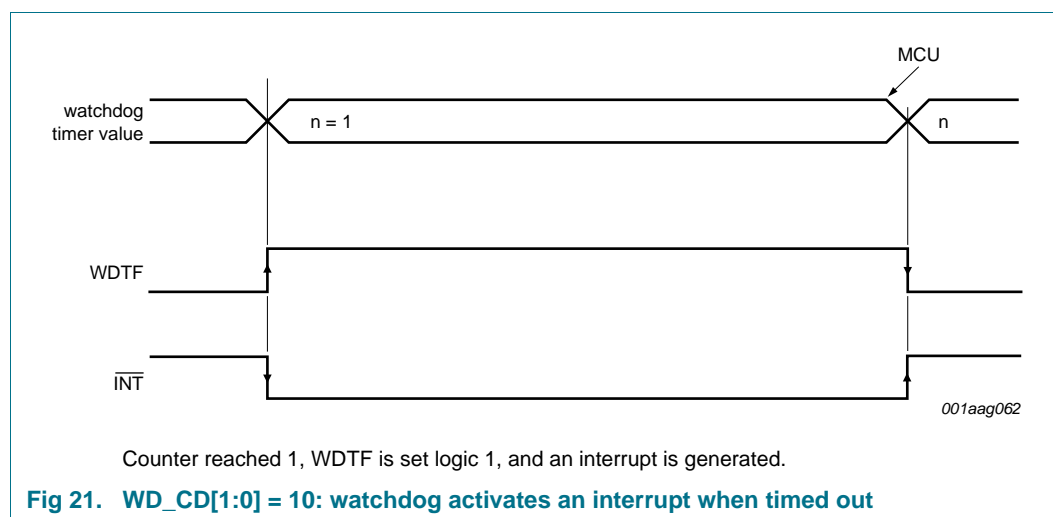 MCU
watchdog
timer value
n = 1
n
WDTF
INT
001aag062
Counter reached 1, WDTF is set logic 1, and an interrupt is generated.
Fig 21. WD_CD[1:0] = 10: watchdog activates an interrupt when timed out